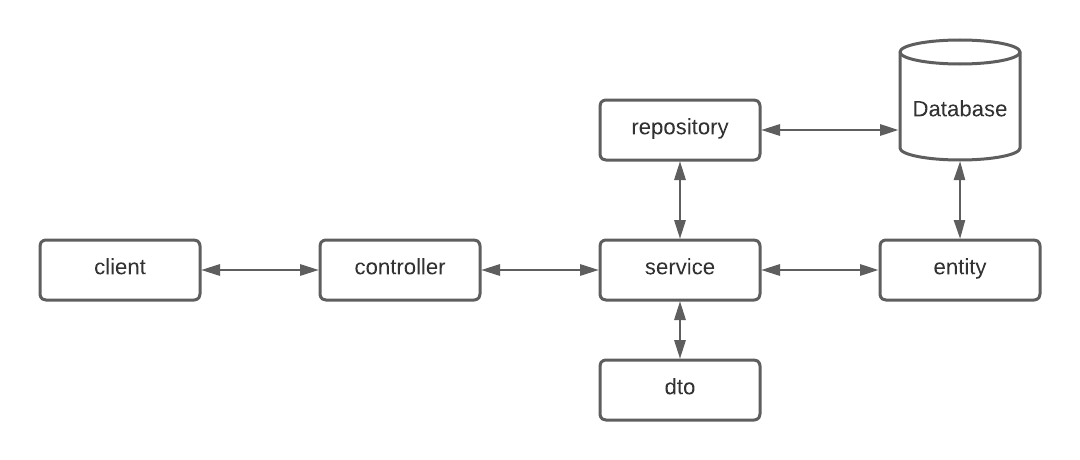 Database
repository
client
controller
service
entity
dto